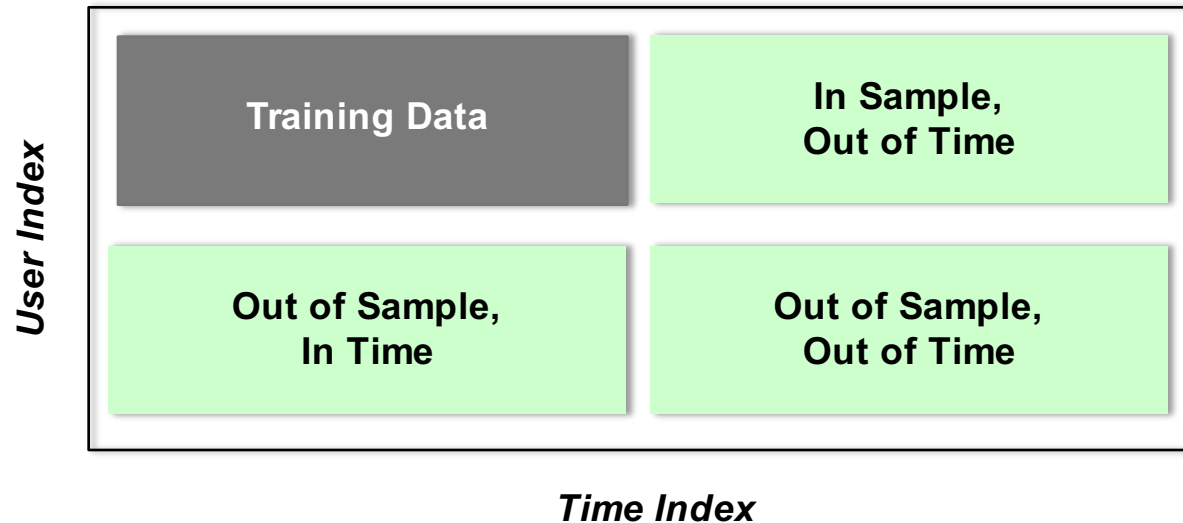 Training Data
In Sample,
Out of Time
User Index
Out of Sample,
In Time
Out of Sample,
Out of Time
Time Index